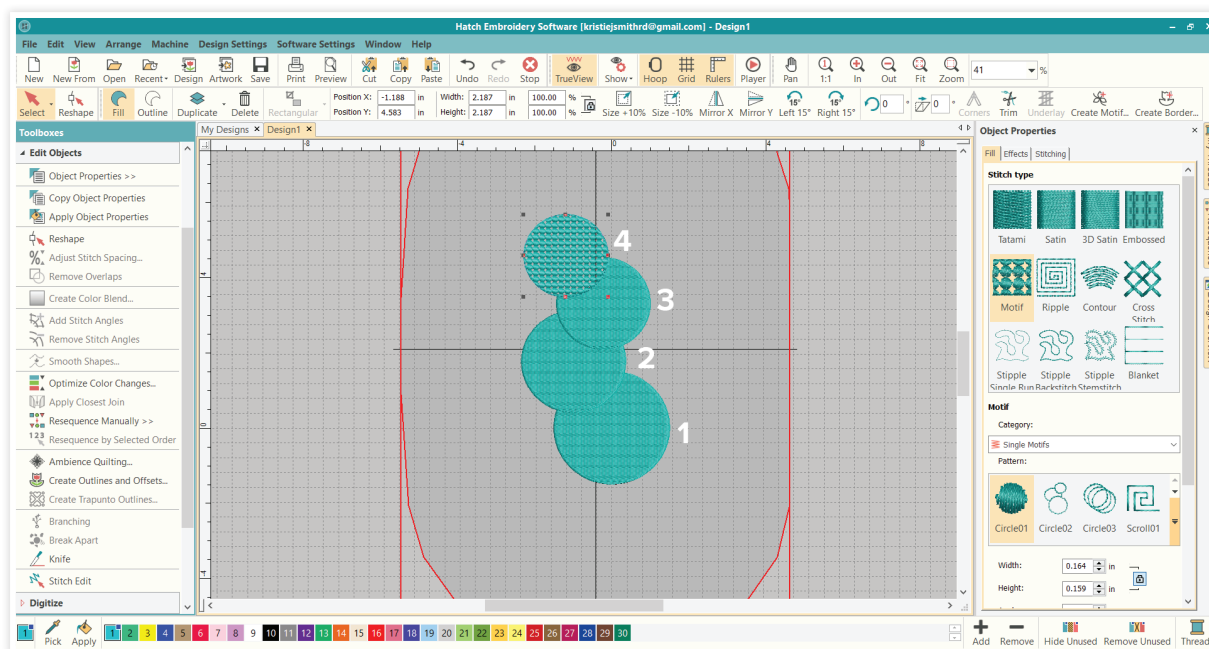 Hatch Embroidery Software [kristiejsmithrd@gmail.com] - Design1
File Edit View Arrange Machine Design Settings Software Settings Window Help
New New From Open Recent Design Artwork Save Print Preview Cut Copy Paste Undo Redo Stop TrueView Show Hoop Grid Rulers Player Pan 1:1 In Out Fit Zoom 41 %
Select Reshape Fill Outline Duplicate Delete Rectangular Position X: -1.188 in Width: 2.187 in 100.00 % Size +10% Size -10% Mirror X Mirror Y Left 15° Right 15° 0 ° 0 ° Corners Trim Underlay Create Motif... Create Border...
Position Y: 4.583 in Height: 2.187 in 100.00 %
Toolboxes
My Designs × Design1 ×
Edit Objects
Object Properties >>
Copy Object Properties
Apply Object Properties
Reshape
Adjust Stitch Spacing...
Remove Overlaps
Create Color Blend...
Add Stitch Angles
Remove Stitch Angles
Smooth Shapes...
Optimize Color Changes...
Apply Closest Join
Resequence Manually >>
Resequence by Selected Order
Ambience Quilting...
Create Outlines and Offsets...
Create Trapunto Outlines...
Branching
Break Apart
Knife
Stitch Edit
Digitize
-8 -4 0 4 8
4
0
-4
4
3
2
1
Object Properties
Fill Effects Stitching
Stitch type
Tatami Satin 3D Satin Embossed
Motif Ripple Contour Cross Stitch
Stipple Single Run Stipple Backstitch Stipple Stemstitch Blanket
Motif
Category:
Single Motifs
Pattern:
Circle01 Circle02 Circle03 Scroll01
Width: 0.164 in
Height: 0.159 in
1 Pick Apply 1 2 3 4 5 6 7 8 9 10 11 12 13 14 15 16 17 18 19 20 21 22 23 24 25 26 27 28 29 30 Add Remove Hide Unused Remove Unused Thread